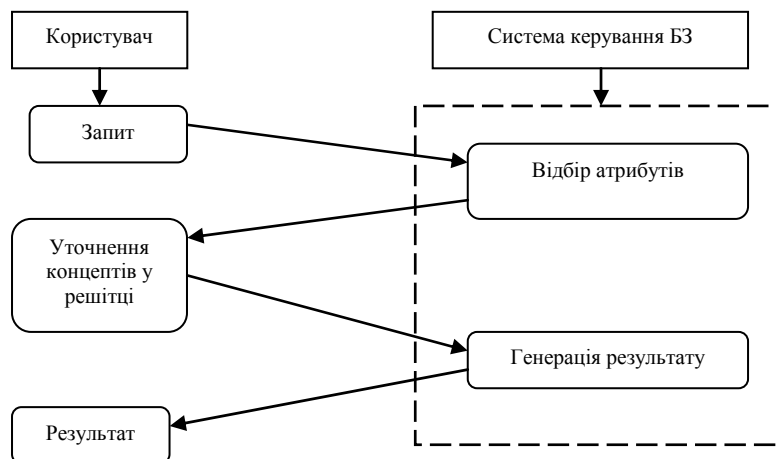 Користувач
Система керування БЗ
Запит
Відбір атрибутів
Уточнення
концептів у
решітці
Генерація результату
Результат